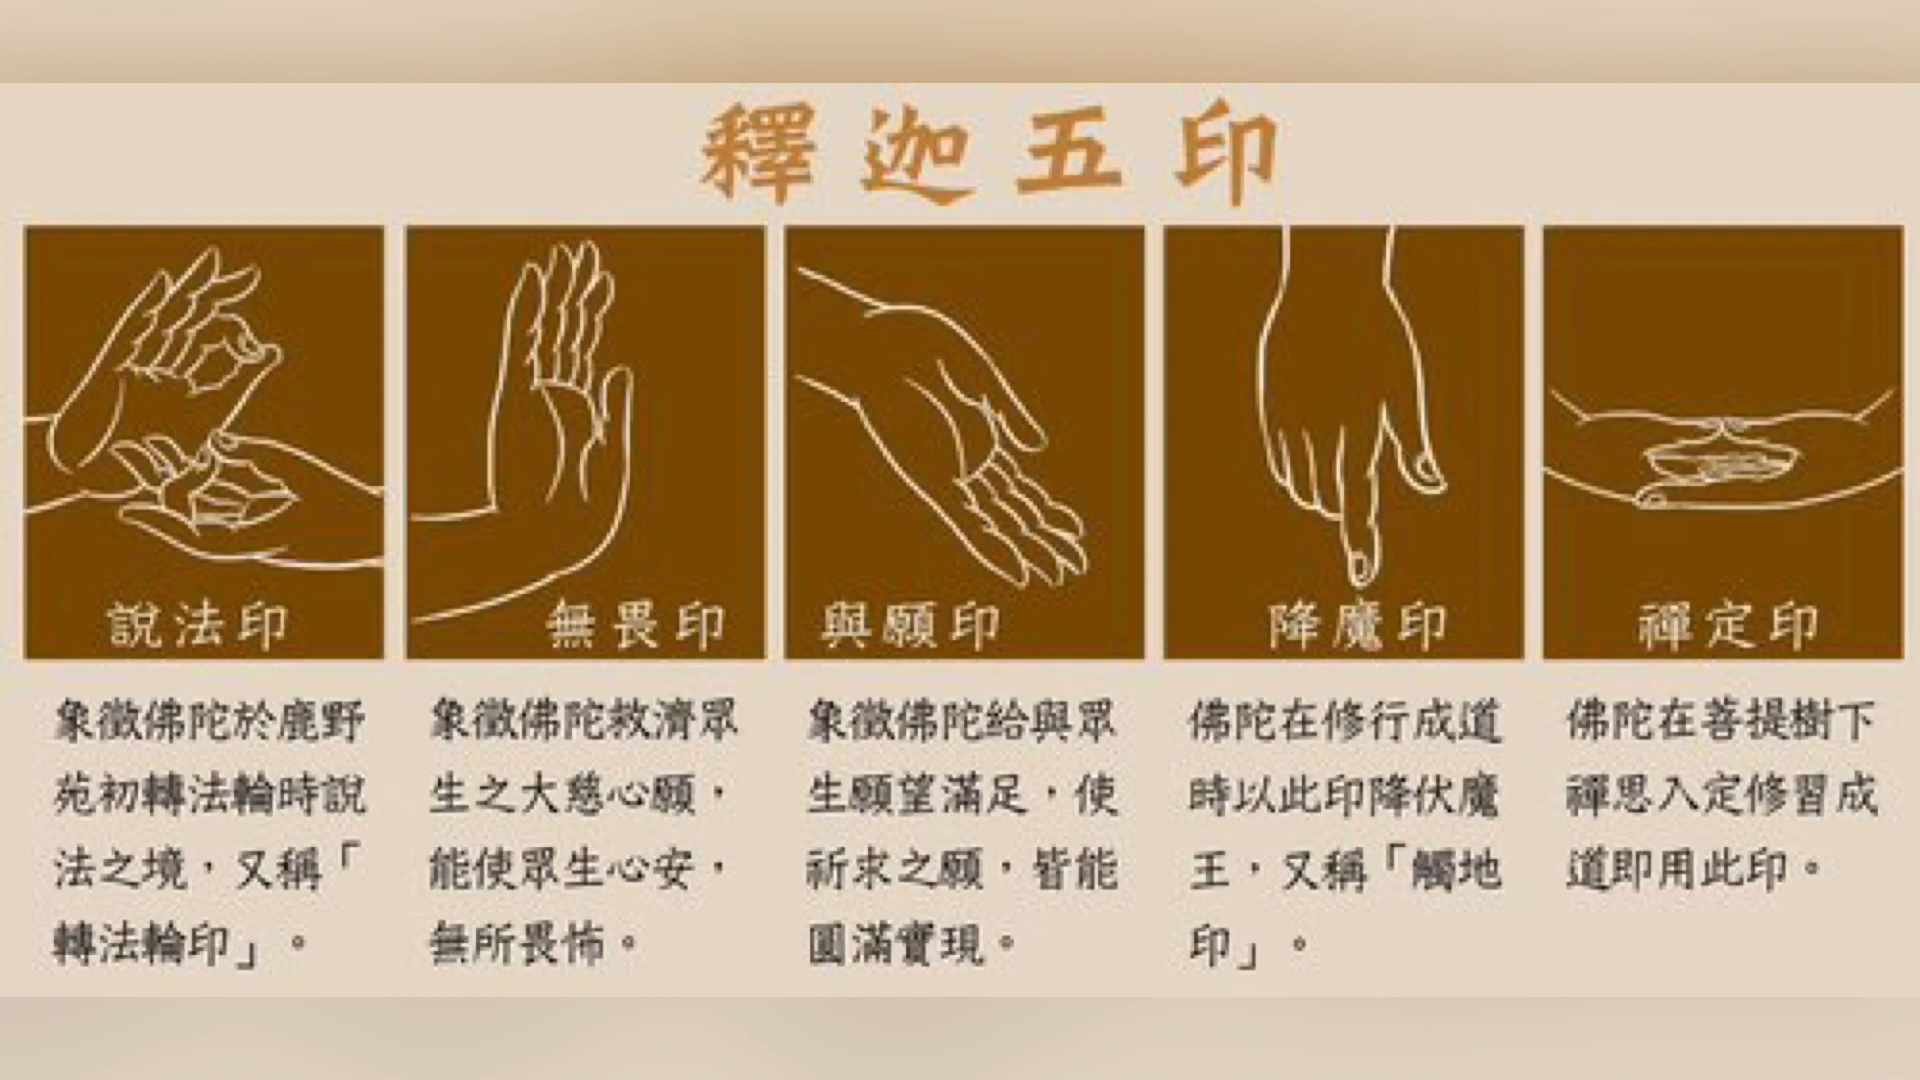 釋迦五印
說法印
象徵佛陀於鹿野
苑初轉法輪時說
法之境，又稱「
轉法輪印」。
無畏印
象徵佛陀救濟眾
生之大慈心願，
能使眾生心安，
無所畏怖。
與願印
象徵佛陀給與眾
生願望滿足，使
祈求之願，皆能
圓滿實現。
降魔印
佛陀在修行成道
時以此印降伏魔
王，又稱「觸地
印」。
禪定印
佛陀在菩提樹下
禪思入定修習成
道即用此印。